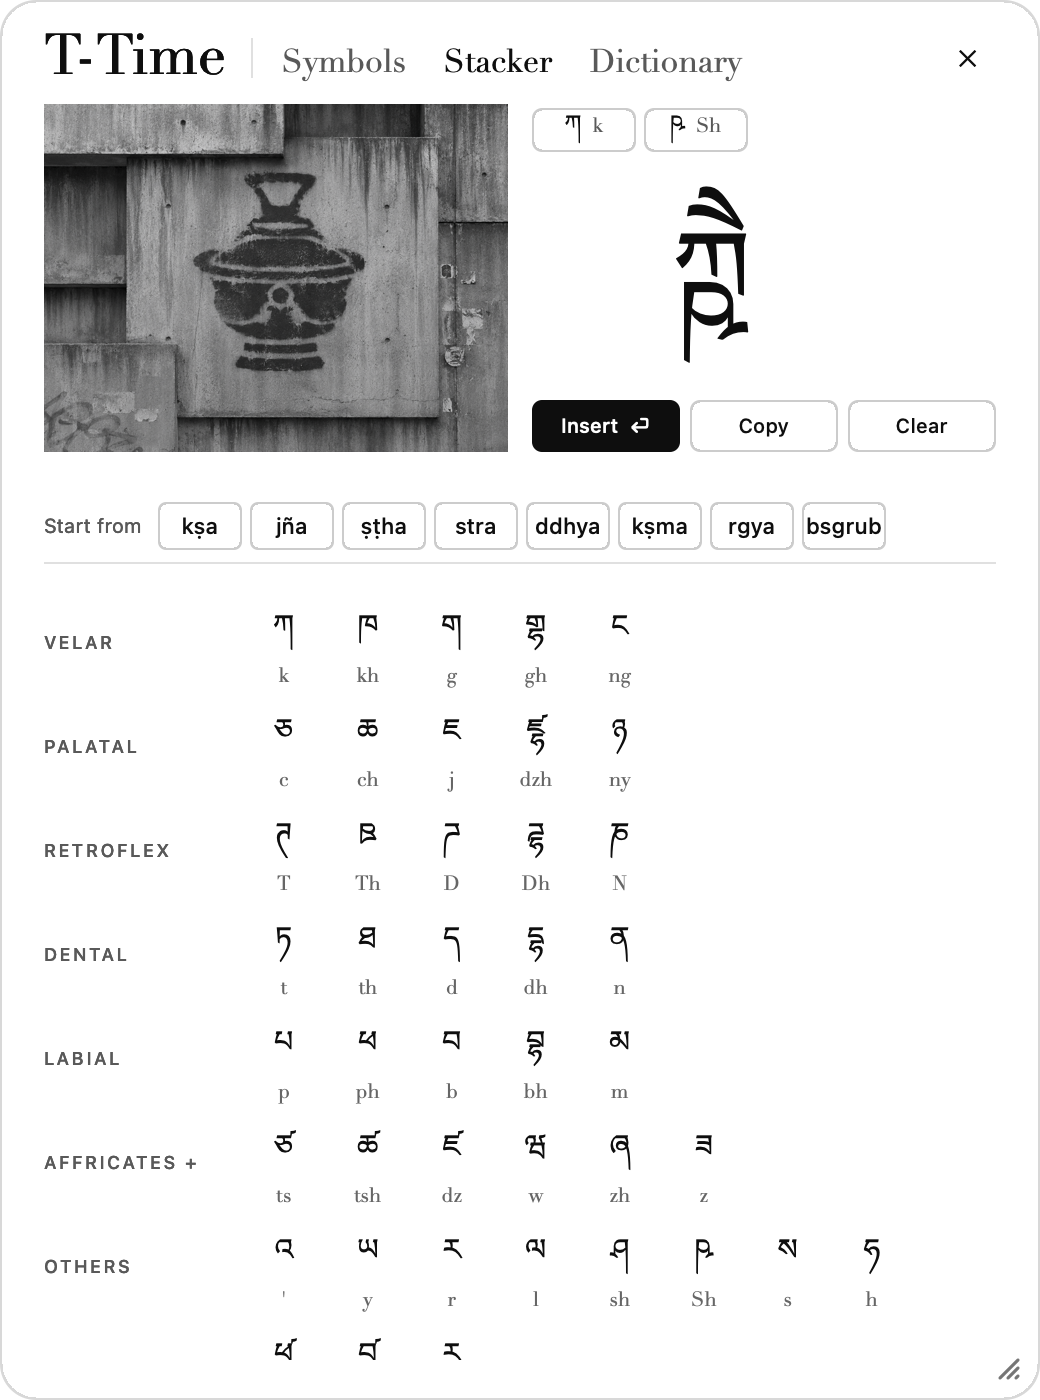 T-Time Symbols Stacker Dictionary
ཀ k ཥ Sh
ཀྵཻ
Insert Copy Clear
Start from kṣa jña ṣṭha stra ddhya kṣma rgya bsgrub
VELAR ཀ ཁ ག གྷ ང
k kh g gh ng
PALATAL ཅ ཆ ཇ ཛྷ ཉ
c ch j dzh ny
RETROFLEX ཊ ཋ ཌ ཌྷ ཎ
T Th D Dh N
DENTAL ཏ ཐ ད དྷ ན
t th d dh n
LABIAL པ ཕ བ བྷ མ
p ph b bh m
AFFRICATES + ཙ ཚ ཛ ཝ ཞ ཟ
ts tsh dz w zh z
OTHERS འ ཡ ར ལ ཤ ཥ ས ཧ
' y r l sh Sh s h